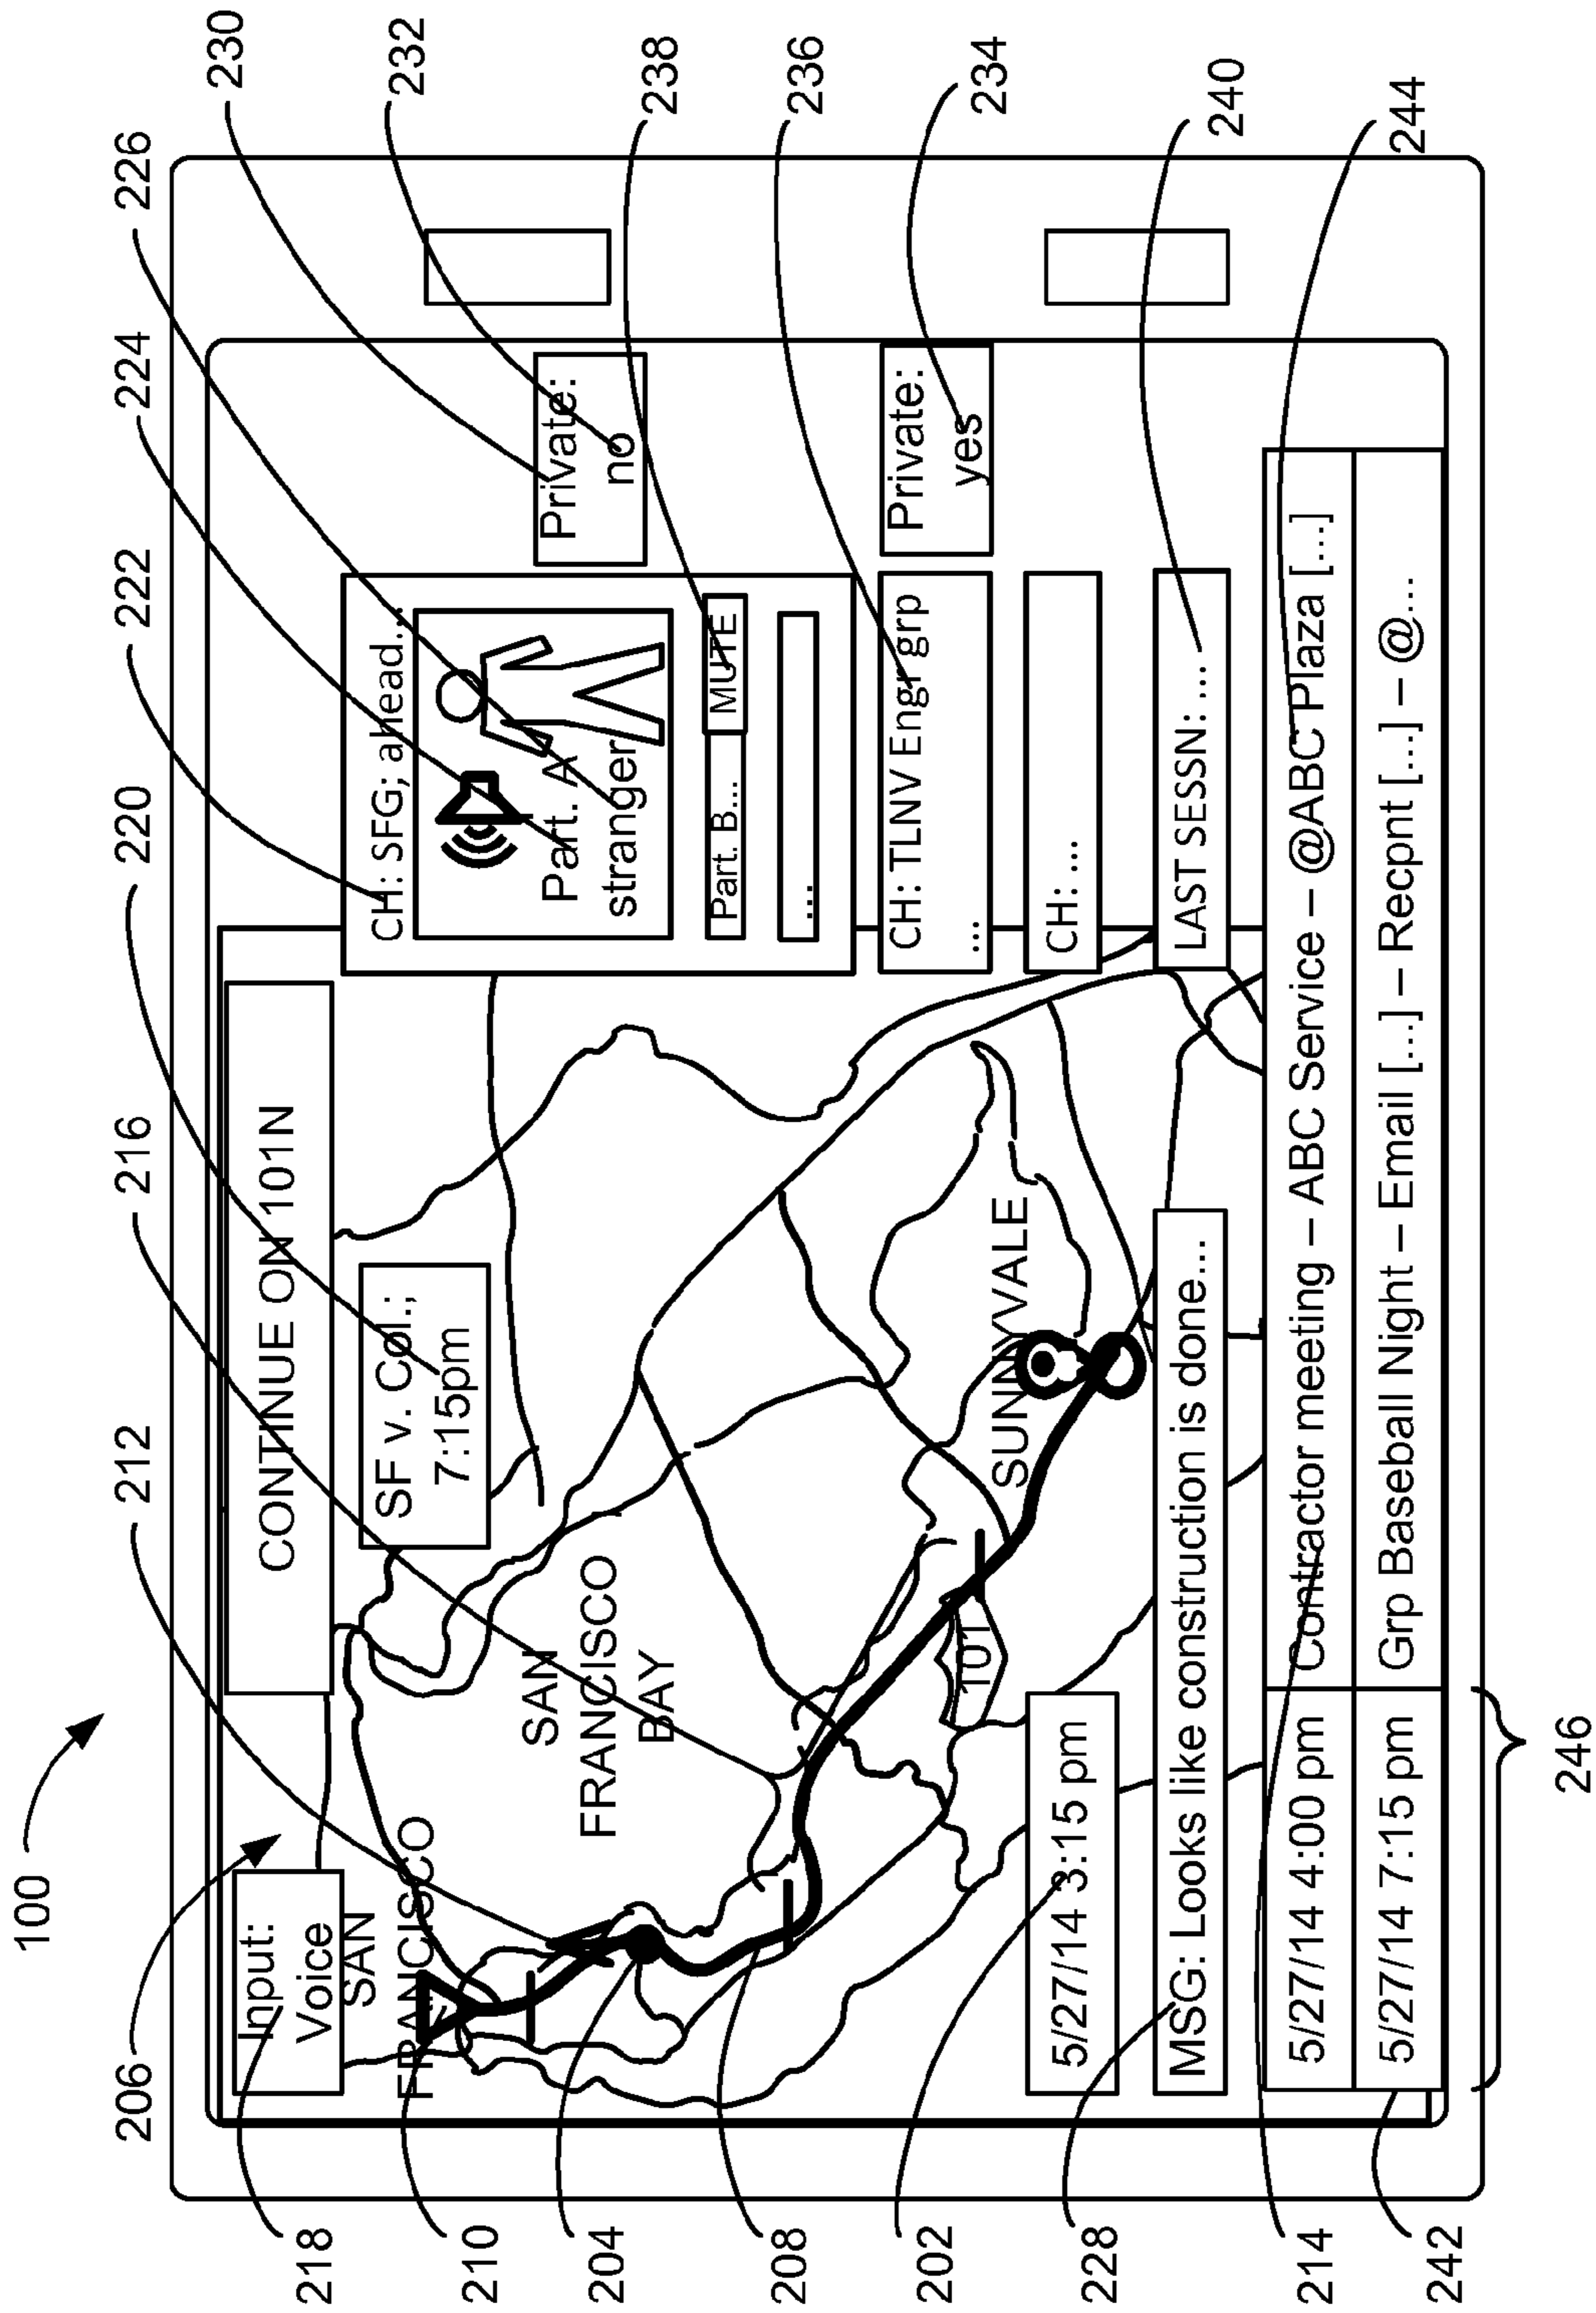 100
206
212
216
220
222
224
226
230
232
238
236
234
240
244
Input:
Voice
CONTINUE ON 101N
SF v. Col.;
7:15pm
SAN
FRANCISCO
SAN
FRANCISCO
BAY
SUNNYVALE
101
CH: SFG; ahead...
Part. A
stranger
Part. B...
MUTE
...
Private:
no
CH: TLNV Engr grp
...
Private:
yes
CH: ...
LAST SESSN: ...
5/27/14 3:15 pm
MSG: Looks like construction is done...
5/27/14 4:00 pm
Contractor meeting – ABC Service – @ABC Plaza [...]
5/27/14 7:15 pm
Grp Baseball Night – Email [...] – Recpnt [...] – @...
218
210
204
208
202
228
214
242
246